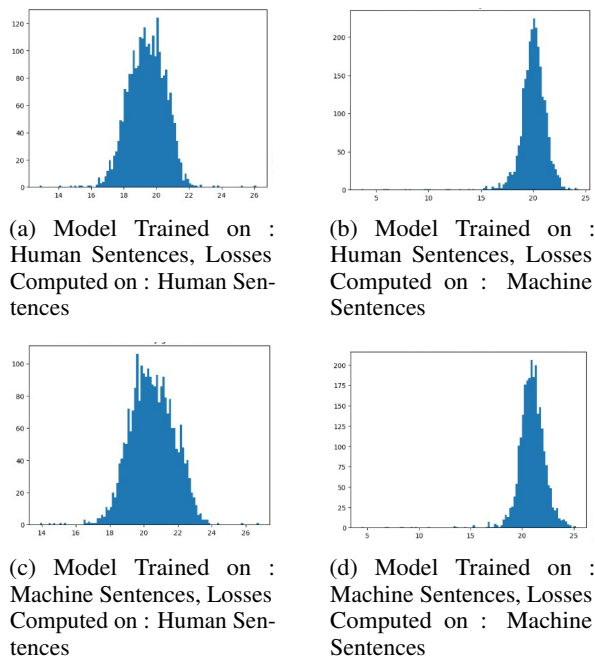 120
100
80
60
40
20
0
14 16 18 20 22 24 26
200
150
100
50
0
5 10 15 20 25
(a) Model Trained on :
Human Sentences, Losses
Computed on : Human Sen-
tences
(b) Model Trained on :
Human Sentences, Losses
Computed on : Machine
Sentences
100
80
60
40
20
0
14 16 18 20 22 24 26
200
175
150
125
100
75
50
25
0
5 10 15 20 25
(c) Model Trained on :
Machine Sentences, Losses
Computed on : Human Sen-
tences
(d) Model Trained on :
Machine Sentences, Losses
Computed on : Machine
Sentences